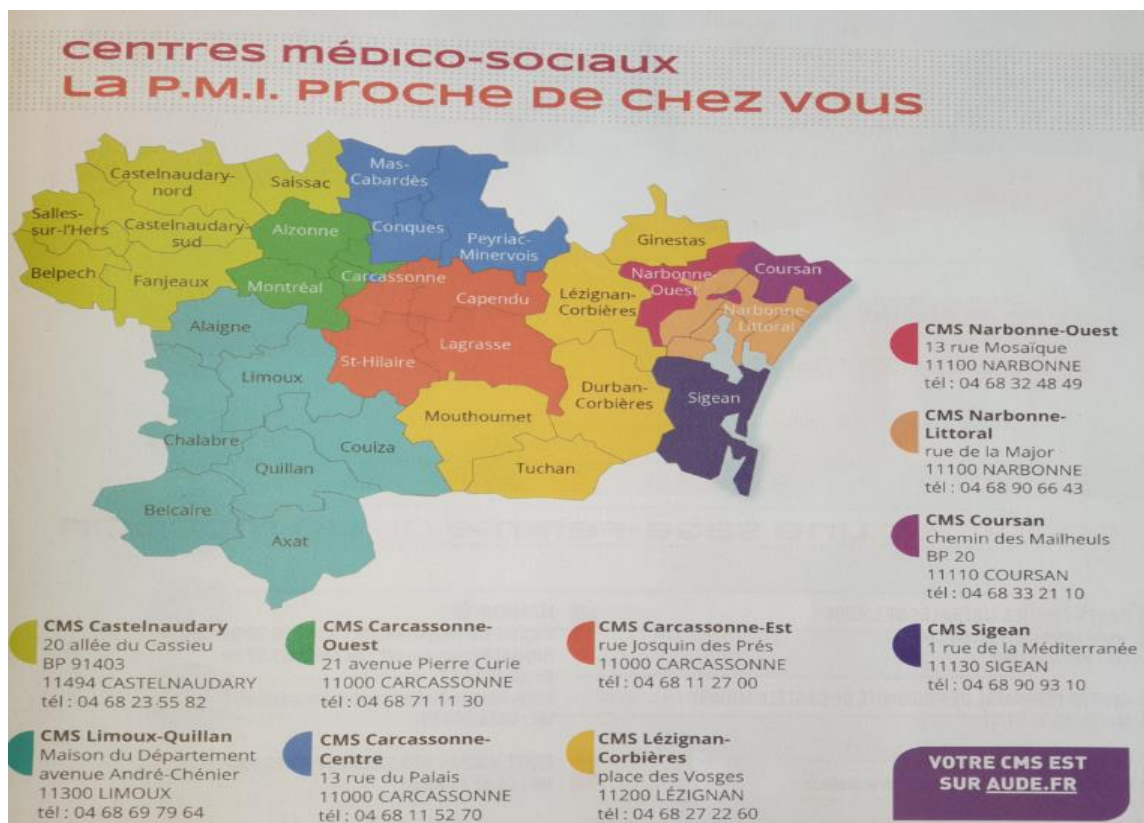 centres médico-sociaux
La P.M.I. proche de chez vous
Mas-
Cabardès
Castelnaudary-
nord
Saissac
Salles-
sur-l'Hers
Castelnaudary-
sud
Alzonne
Conques
Peyriac-
Minervois
Ginestas
Belpech
Fanjeaux
Montréal
Carcassonne
Capendu
Lézignan-
Corbières
Narbonne-
Ouest
Coursan
Narbonne-
Littoral
Alaigne
St-Hilaire
Lagrasse
Limoux
Mouthoumet
Durban-
Corbières
Sigean
Chalabre
Couiza
Quillan
Tuchan
Belcaire
Axat
CMS Narbonne-Ouest
13 rue Mosaïque
11100 NARBONNE
tél : 04 68 32 48 49
CMS Narbonne-
Littoral
rue de la Major
11100 NARBONNE
tél : 04 68 90 66 43
CMS Coursan
chemin des Mailheuls
BP 20
11110 COURSAN
tél : 04 68 33 21 10
CMS Castelnaudary
20 allée du Cassieu
BP 91403
11494 CASTELNAUDARY
tél : 04 68 23 55 82
CMS Carcassonne-
Ouest
21 avenue Pierre Curie
11000 CARCASSONNE
tél : 04 68 71 11 30
CMS Carcassonne-Est
rue Josquin des Prés
11000 CARCASSONNE
tél : 04 68 11 27 00
CMS Sigean
1 rue de la Méditerranée
11130 SIGEAN
tél : 04 68 90 93 10
CMS Limoux-Quillan
Maison du Département
avenue André-Chénier
11300 LIMOUX
tél : 04 68 69 79 64
CMS Carcassonne-
Centre
13 rue du Palais
11000 CARCASSONNE
tél : 04 68 11 52 70
CMS Lézignan-
Corbières
place des Vosges
11200 LÉZIGNAN
tél : 04 68 27 22 60
VOTRE CMS EST
SUR AUDE.FR